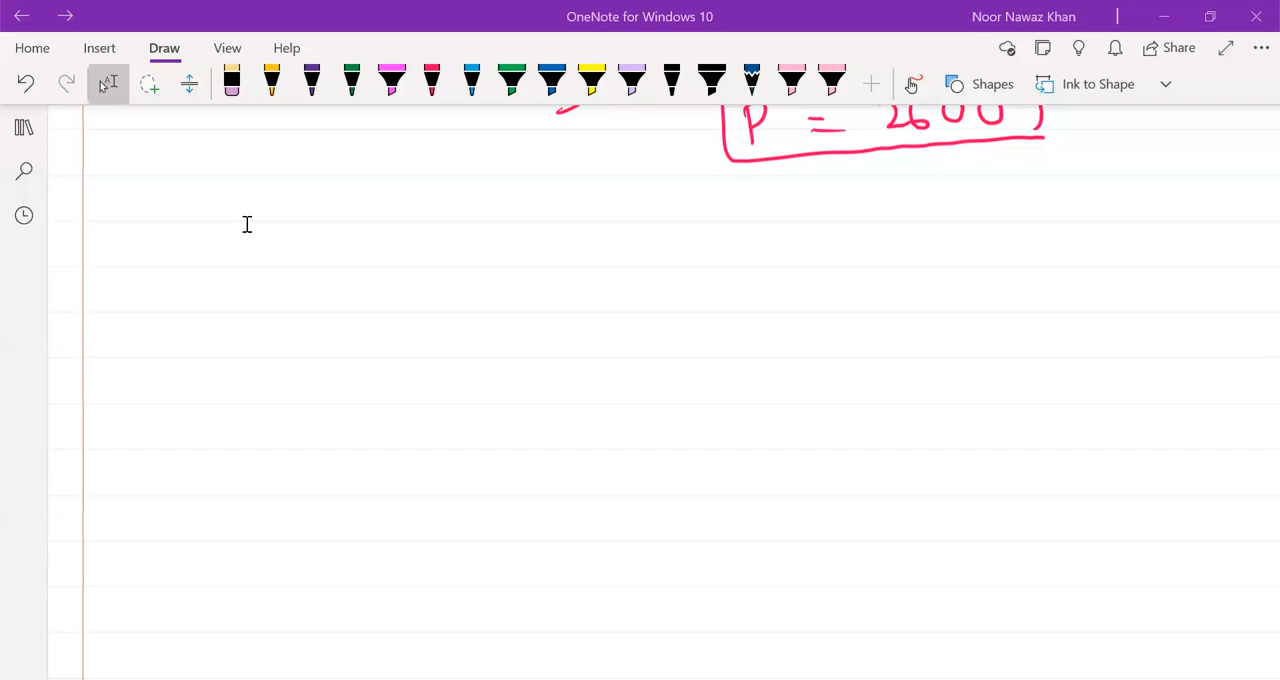 OneNote for Windows 10
Noor Nawaz Khan
Home Insert Draw View Help
Share
Shapes
Ink to Shape
P = 2600